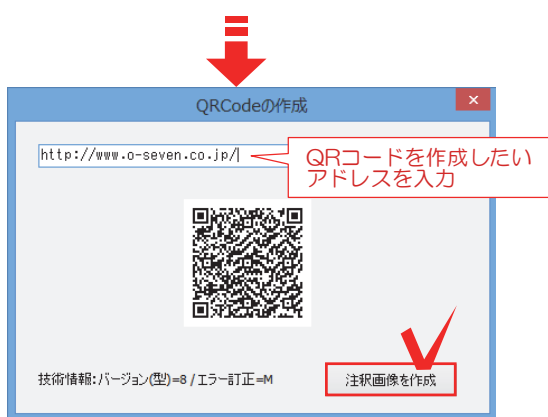 QRCodeの作成
http://www.o-seven.co.jp/
QRコードを作成したい
アドレスを入力
技術情報:バージョン(型)=8 / エラー訂正=M
注釈画像を作成